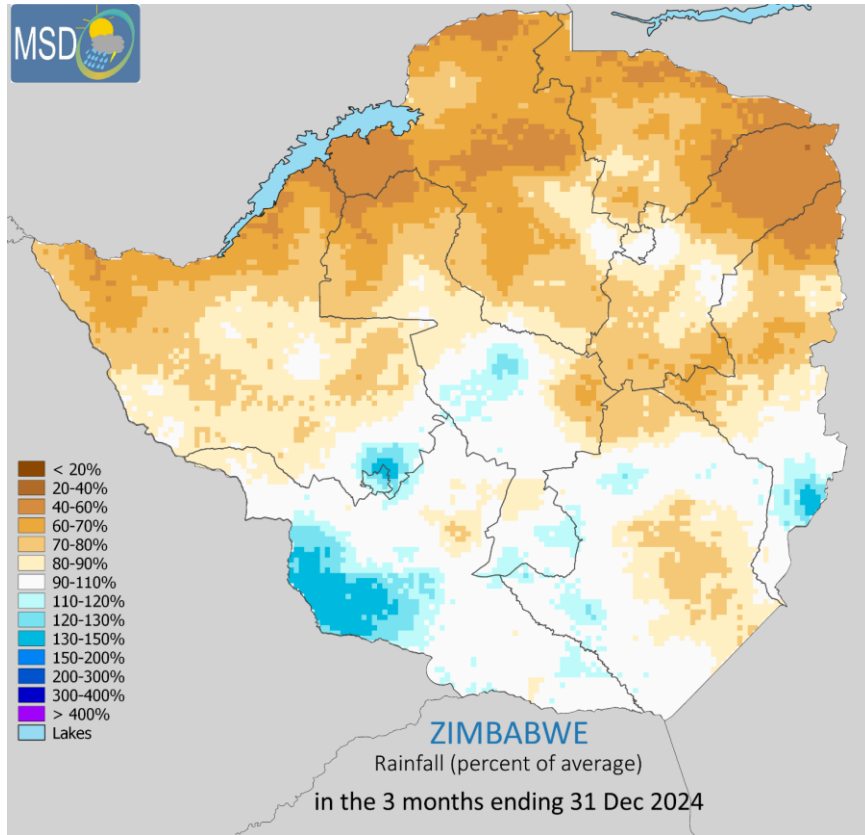 MSD
< 20%
20-40%
40-60%
60-70%
70-80%
80-90%
90-110%
110-120%
120-130%
130-150%
150-200%
200-300%
300-400%
> 400%
Lakes
ZIMBABWE
Rainfall (percent of average)
in the 3 months ending 31 Dec 2024